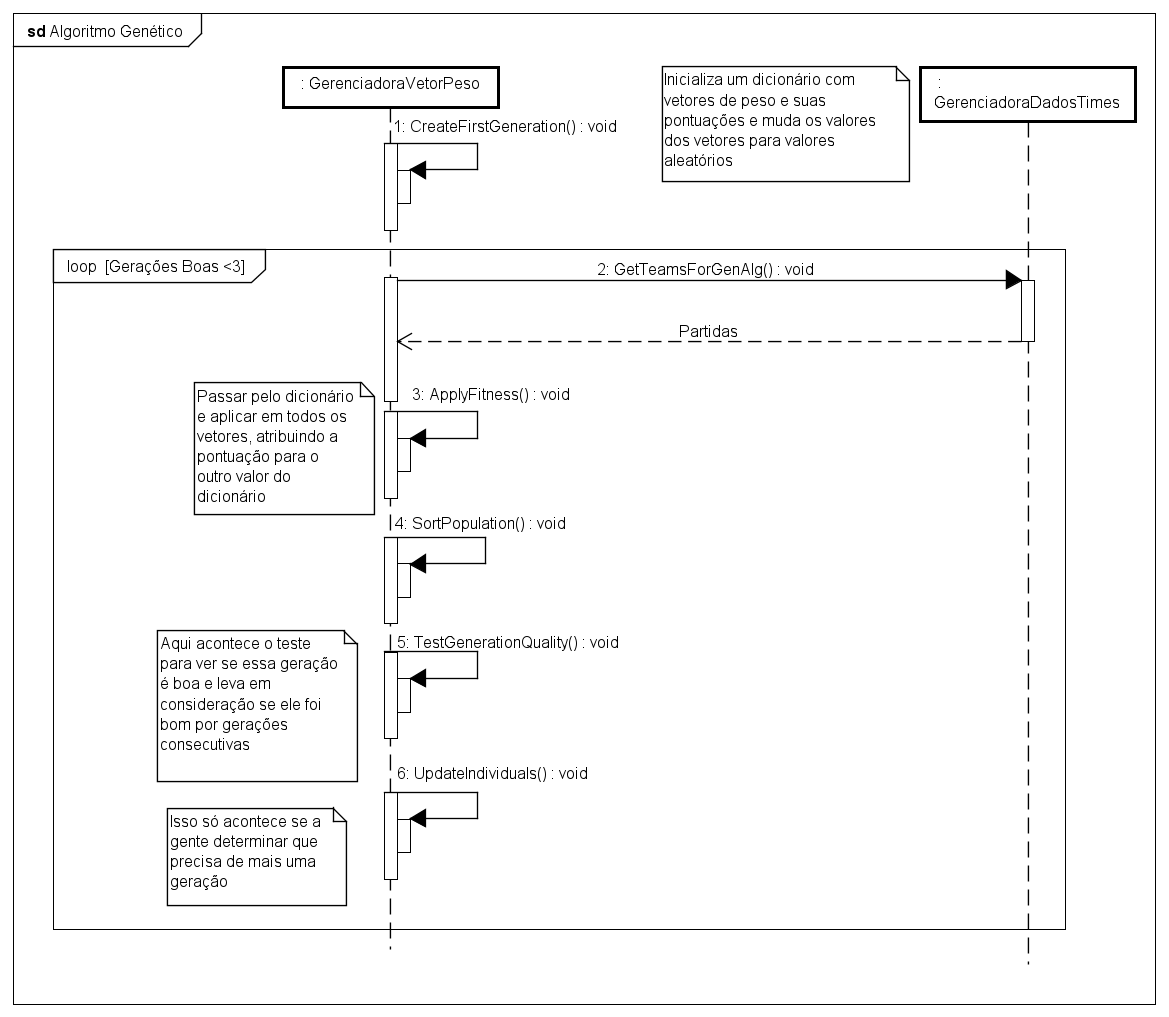 sd Algoritmo Genético
: GerenciadoraVetorPeso
Inicializa um dicionário com
vetores de peso e suas
pontuações e muda os valores
dos vetores para valores
aleatórios
:
GerenciadoraDadosTimes
1: CreateFirstGeneration() : void
loop [Gerações Boas <3]
2: GetTeamsForGenAlg() : void
Partidas
Passar pelo dicionário
e aplicar em todos os
vetores, atribuindo a
pontuação para o
outro valor do
dicionário
3: ApplyFitness() : void
4: SortPopulation() : void
Aqui acontece o teste
para ver se essa geração
é boa e leva em
consideração se ele foi
bom por gerações
consecutivas
5: TestGenerationQuality() : void
6: UpdateIndividuals() : void
Isso só acontece se a
gente determinar que
precisa de mais uma
geração